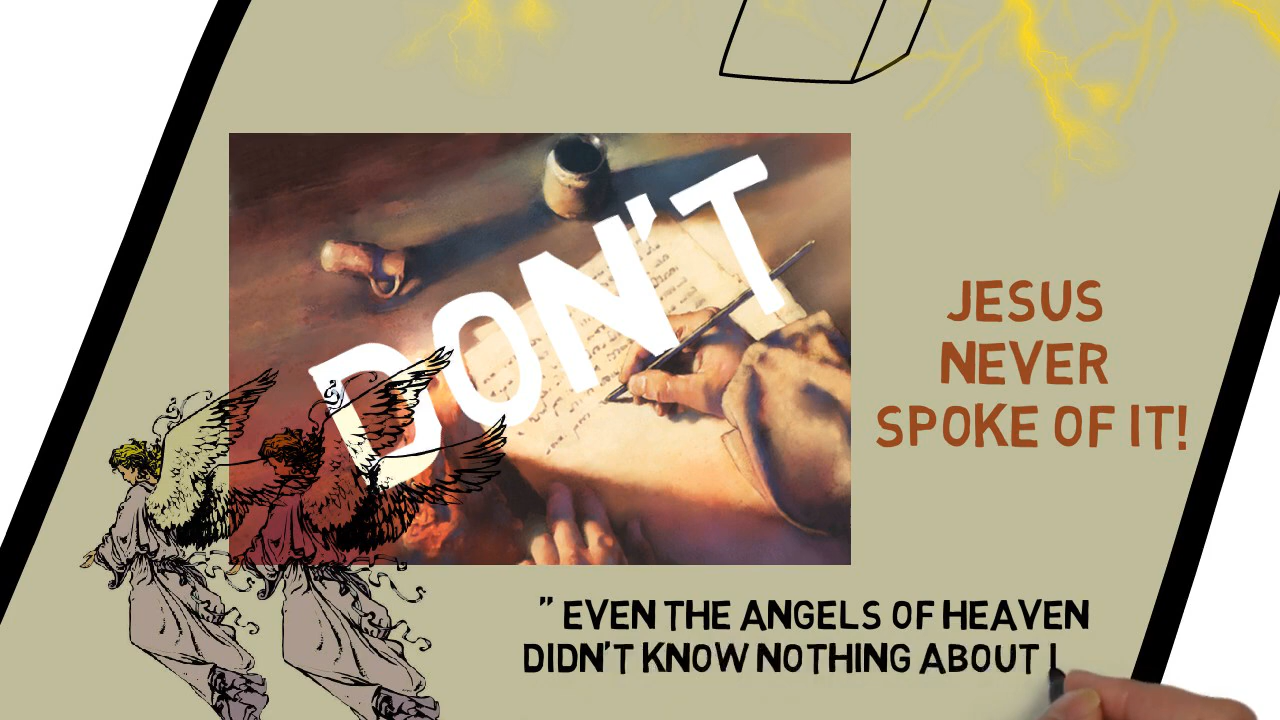 DON'T
JESUS
NEVER
SPOKE OF IT!
" EVEN THE ANGELS OF HEAVEN
DIDN'T KNOW NOTHING ABOUT I